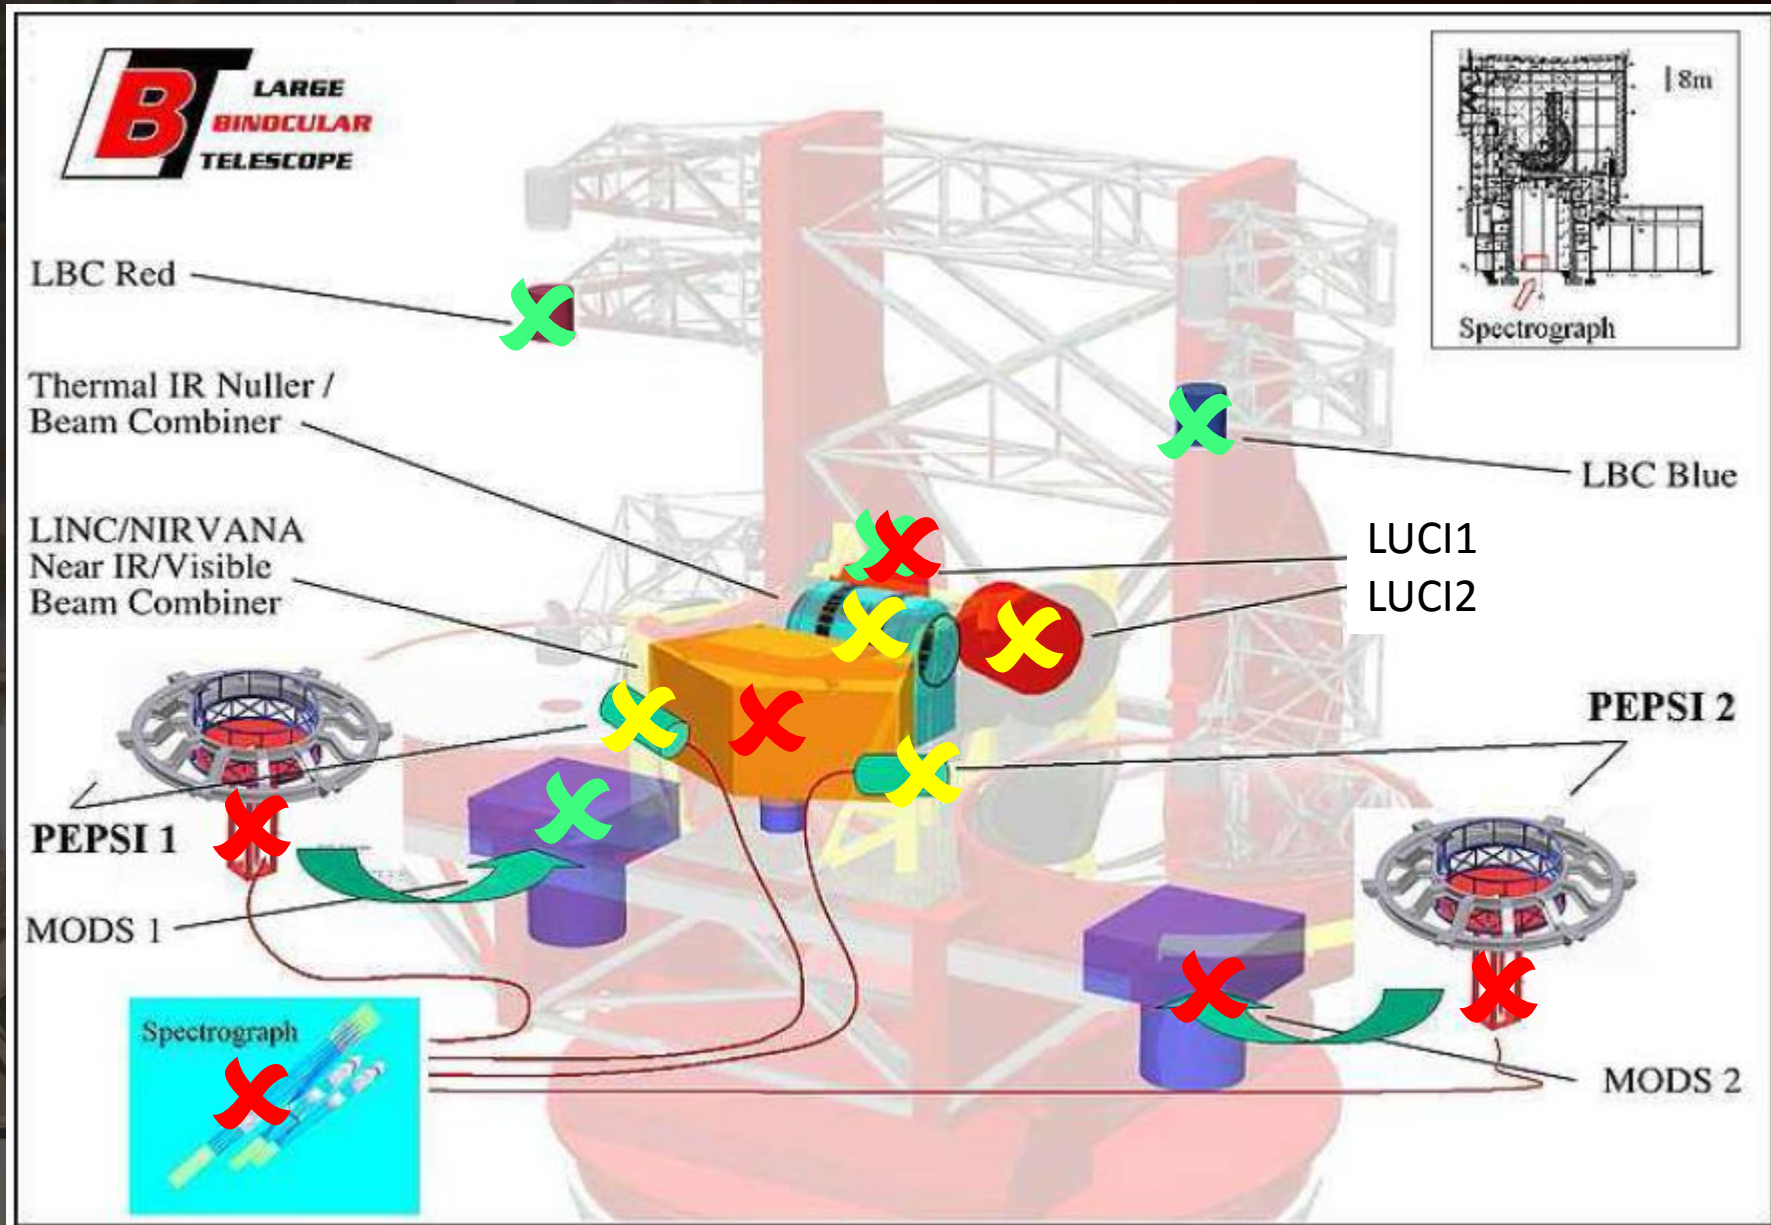 LBT
LARGE
BINOCULAR
TELESCOPE
8m
Spectrograph
LBC Red
Thermal IR Nuller /
Beam Combiner
LBC Blue
LINC/NIRVANA
Near IR/Visible
Beam Combiner
LUCI1
LUCI2
PEPSI 2
PEPSI 1
MODS 1
Spectrograph
MODS 2